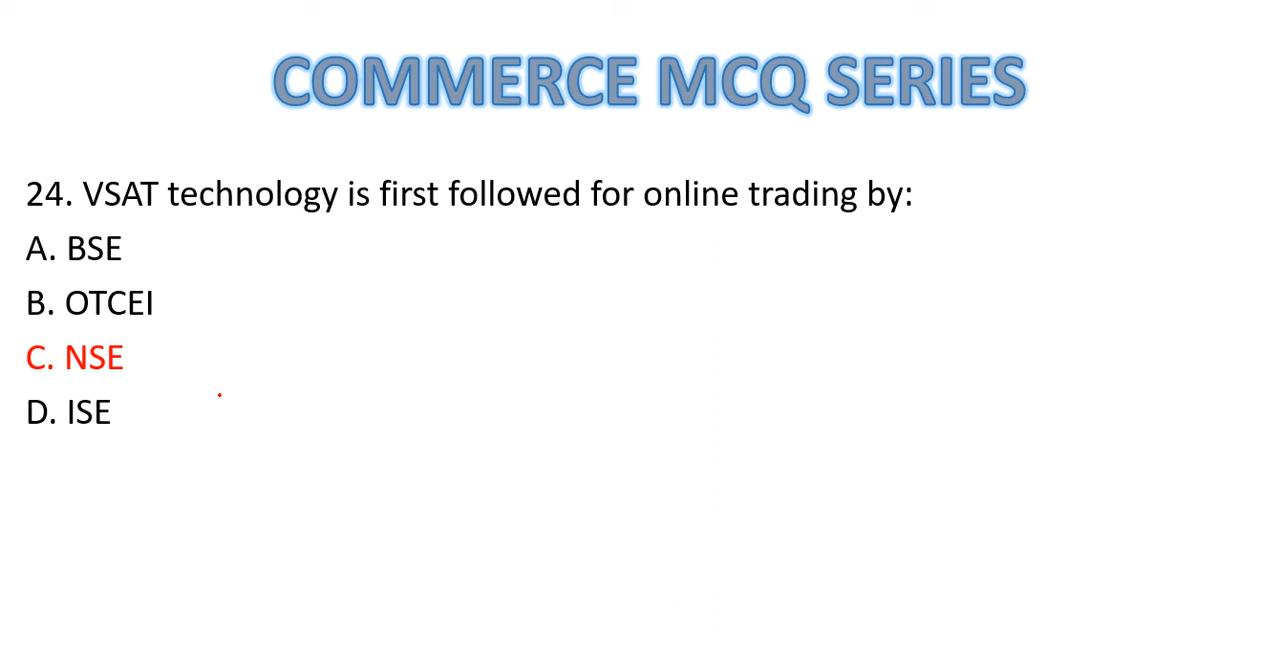 COMMERCE MCQ SERIES
24. VSAT technology is first followed for online trading by:
A. BSE
B. OTCEI
C. NSE
D. ISE